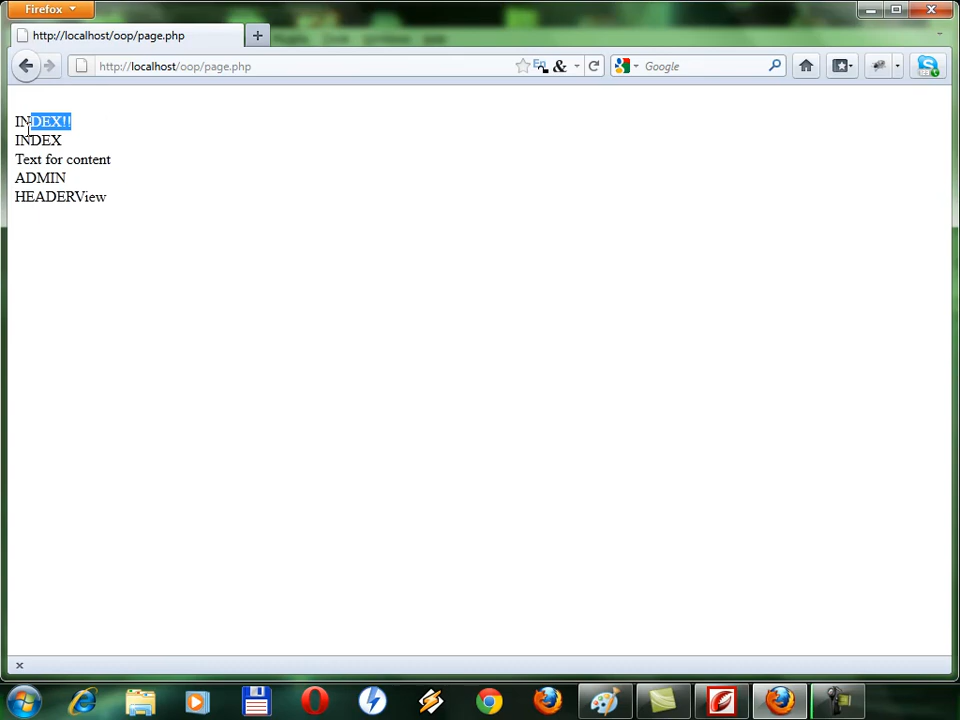 Firefox
http://localhost/oop/page.php
http://localhost/oop/page.php
En
&
Google
INDEX!!
INDEX
Text for content
ADMIN
HEADERView